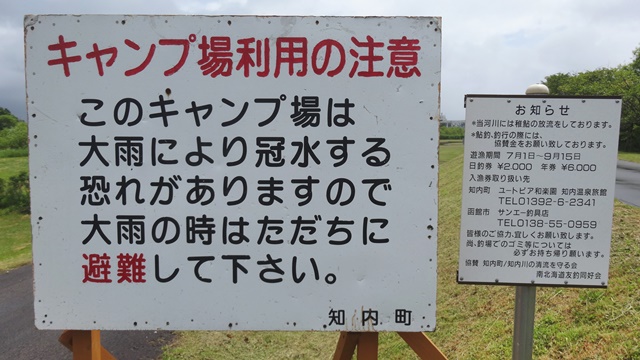 キャンプ場利用の注意
このキャンプ場は
大雨により冠水する
恐れがありますので
大雨の時はただちに
避難して下さい。
知内町
お知らせ
*当河川には稚鮎の放流をしております。
*鮎釣、釣行の際には、
協賛金をお願い致しております。
遊漁期間 7月1日〜9月15日
日釣券 ¥2,000 年券 ¥6,000
入漁券取り扱い先
知内町 ユートピア和楽園 知内温泉旅館
TEL01392-6-2341
函館市 サンエー釣具店
TEL0138-55-0959
皆様のご協力、宜しくお願い致します。
尚、釣場でのゴミ等については
必ずお持ち帰り願います。
協賛 知内町/知内川の清流を守る会
南北海道友釣同好会